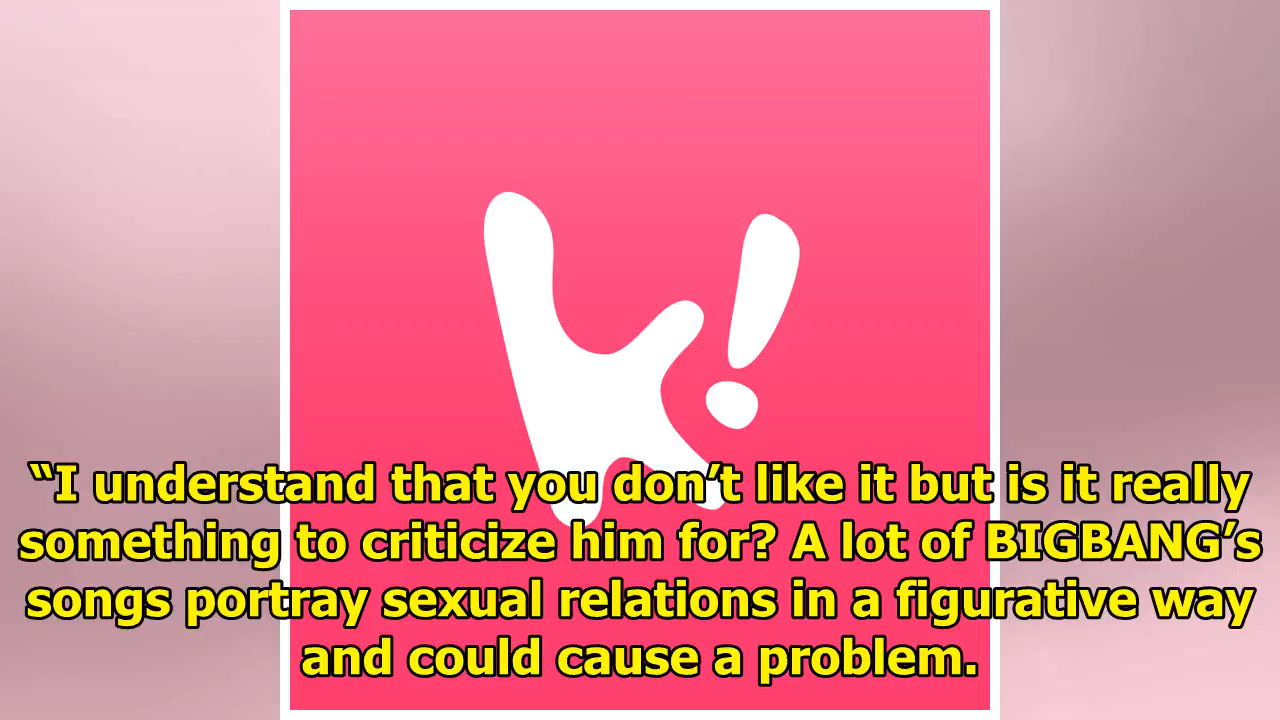 k!
“I understand that you don’t like it but is it really
something to criticize him for? A lot of BIGBANG’s
songs portray sexual relations in a figurative way
and could cause a problem.